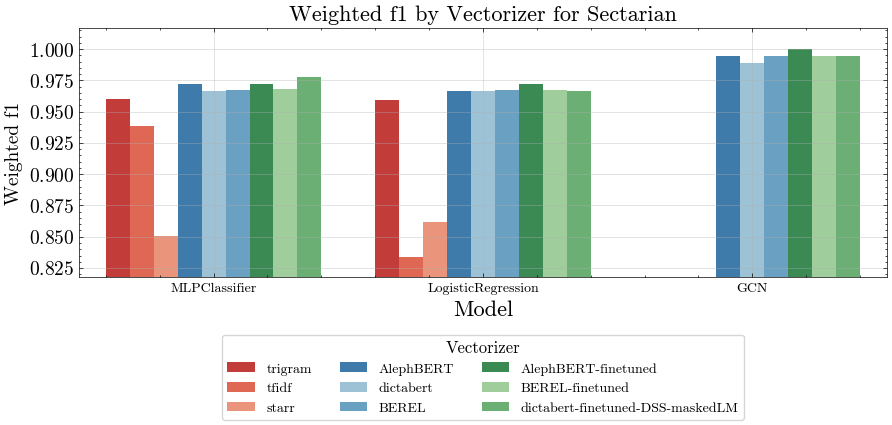 Weighted f1 by Vectorizer for Sectarian
Weighted f1
1.000
0.975
0.950
0.925
0.900
0.875
0.850
0.825
MLPClassifier
LogisticRegression
GCN
Model
Vectorizer
trigram
tfidf
starr
AlephBERT
dictabert
BEREL
AlephBERT-finetuned
BEREL-finetuned
dictabert-finetuned-DSS-maskedLM